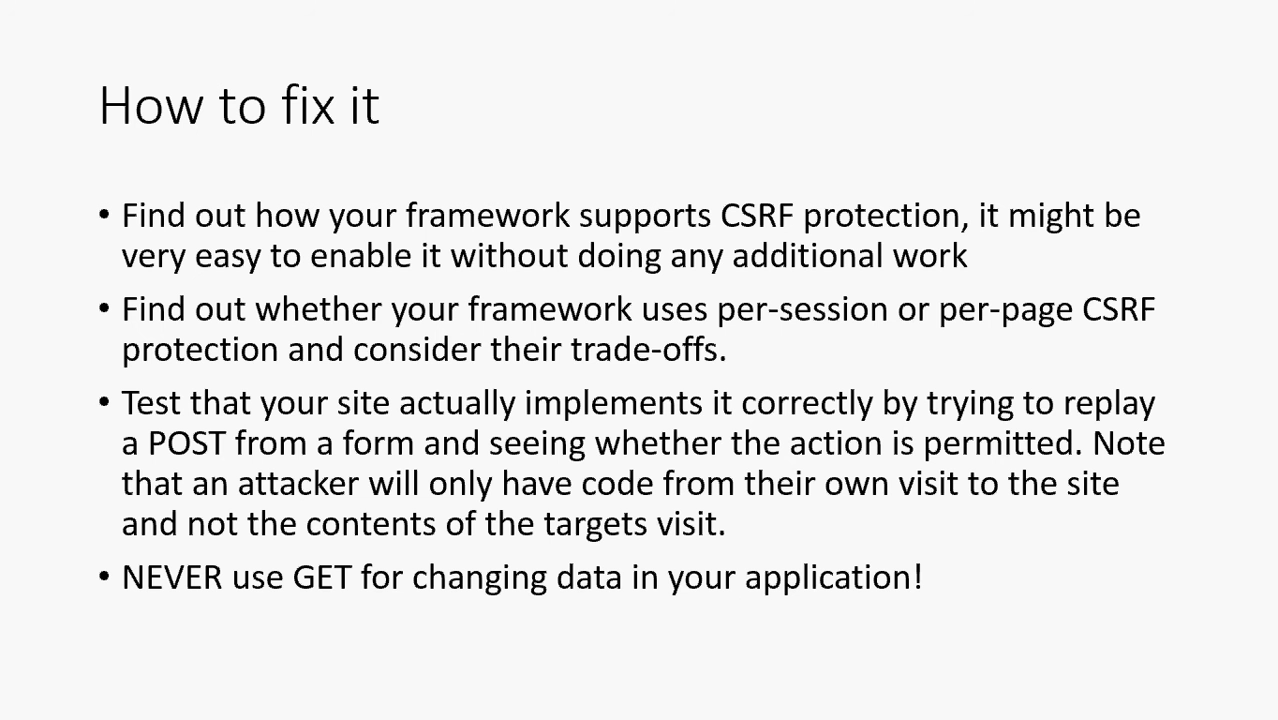 How to fix it
• Find out how your framework supports CSRF protection, it might be
very easy to enable it without doing any additional work
• Find out whether your framework uses per-session or per-page CSRF
protection and consider their trade-offs.
• Test that your site actually implements it correctly by trying to replay
a POST from a form and seeing whether the action is permitted. Note
that an attacker will only have code from their own visit to the site
and not the contents of the targets visit.
• NEVER use GET for changing data in your application!